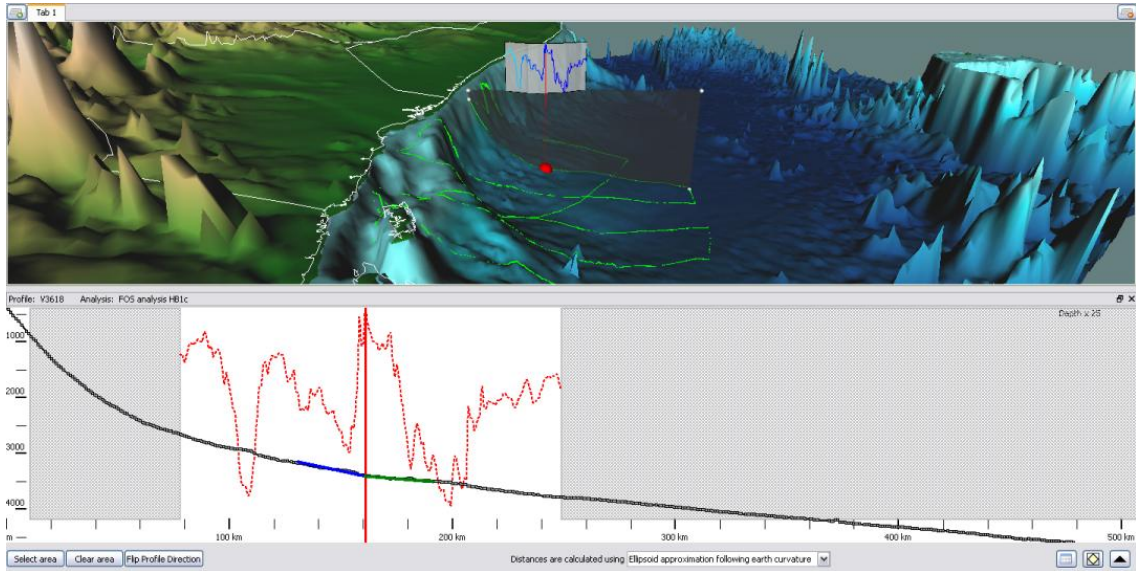 Tab 1
Profile: V3618 Analysis: FOS analysis HB1c
Depth x 25
1000
2000
3000
4000
m
100 km
200 km
300 km
400 km
500 km
Select area Clear area Flip Profile Direction Distances are calculated using Ellipsoid approximation following earth curvature